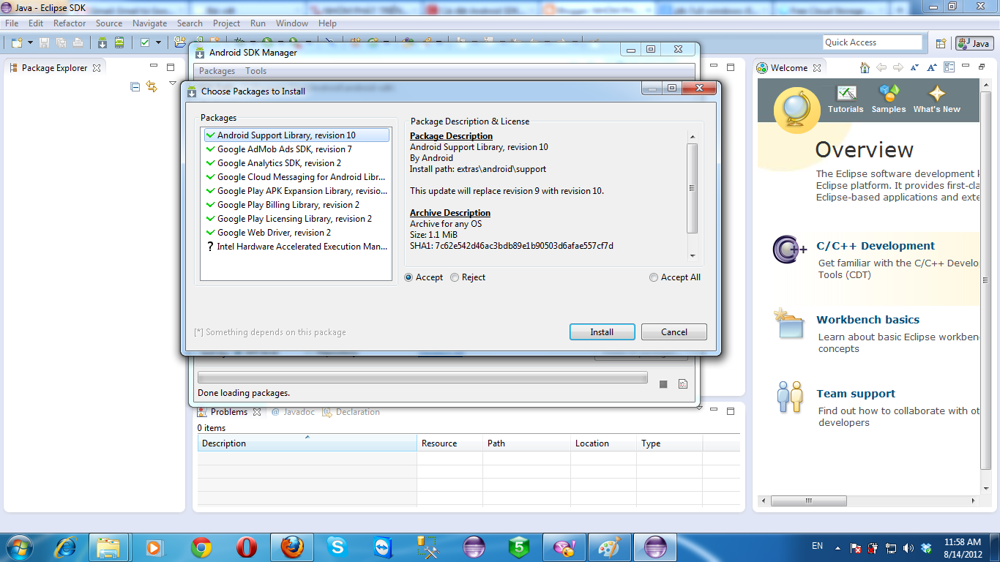 Java - Eclipse SDK
File Edit Refactor Source Navigate Search Project Run Window Help
Quick Access
Java
Package Explorer
Android SDK Manager
Packages Tools
Choose Packages to Install
Packages
Android Support Library, revision 10
Google AdMob Ads SDK, revision 7
Google Analytics SDK, revision 2
Google Cloud Messaging for Android Libr...
Google Play APK Expansion Library, revisio...
Google Play Billing Library, revision 2
Google Play Licensing Library, revision 2
Google Web Driver, revision 2
? Intel Hardware Accelerated Execution Man...
Package Description & License
Package Description
Android Support Library, revision 10
By Android
Install path: extras\android\support
This update will replace revision 9 with revision 10.
Archive Description
Archive for any OS
Size: 1.1 MiB
SHA1: 7c62e542d46ac3bdb89e1b90503d6afae557cf7d
Accept Reject Accept All
[*] Something depends on this package
Install Cancel
Done loading packages.
Problems @ Javadoc Declaration
0 items
Description Resource Path Location Type
Welcome
Tutorials Samples What's New
Overview
The Eclipse software development k
Eclipse platform. It provides first-cla
Eclipse-based applications and exte
C/C++ Development
Get familiar with the C/C++ Develo
Tools (CDT)
Workbench basics
Learn about basic Eclipse workben
concepts
Team support
Find out how to collaborate with ot
developers
EN
11:58 AM
8/14/2012